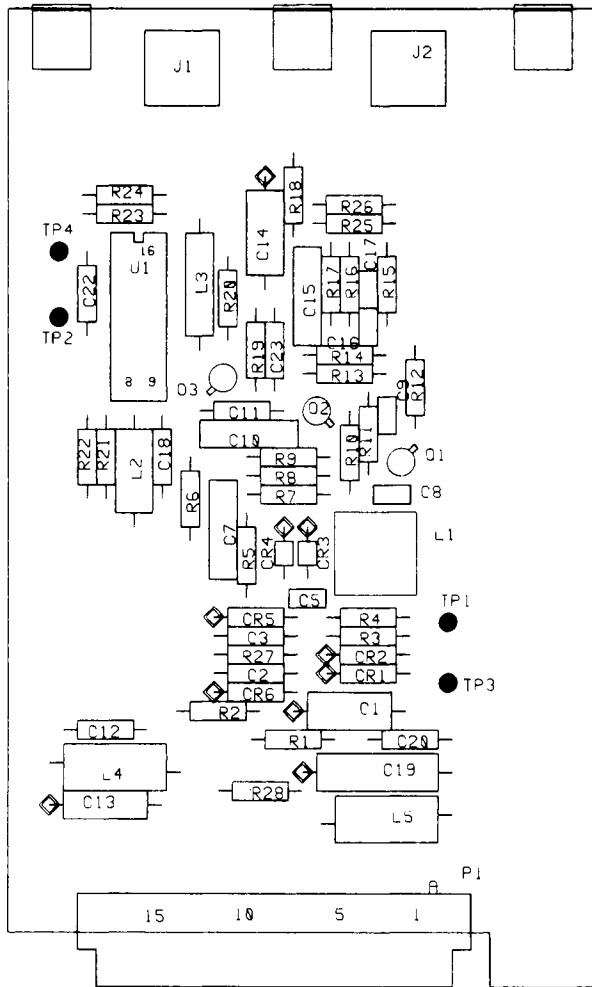 J1
J2
R24
R23
R18
R26
R25
TP4
16
U1
C22
L3
R20
C14
C15
R17
R16
C17
R15
TP2
C16
R19
C23
R14
R13
8 9
Q3
Q2
C9
R12
C11
C10
R10
R11
Q1
R22
R21
L2
C18
R9
R8
R7
R6
C8
C7
R5
CR4
CR3
L1
C5
CR5
R4
TP1
C3
R3
R27
CR2
C2
CR1
CR6
TP3
R2
C1
C12
R1
C20
L4
C19
C13
R28
L5
P1
A
15 10 5 1